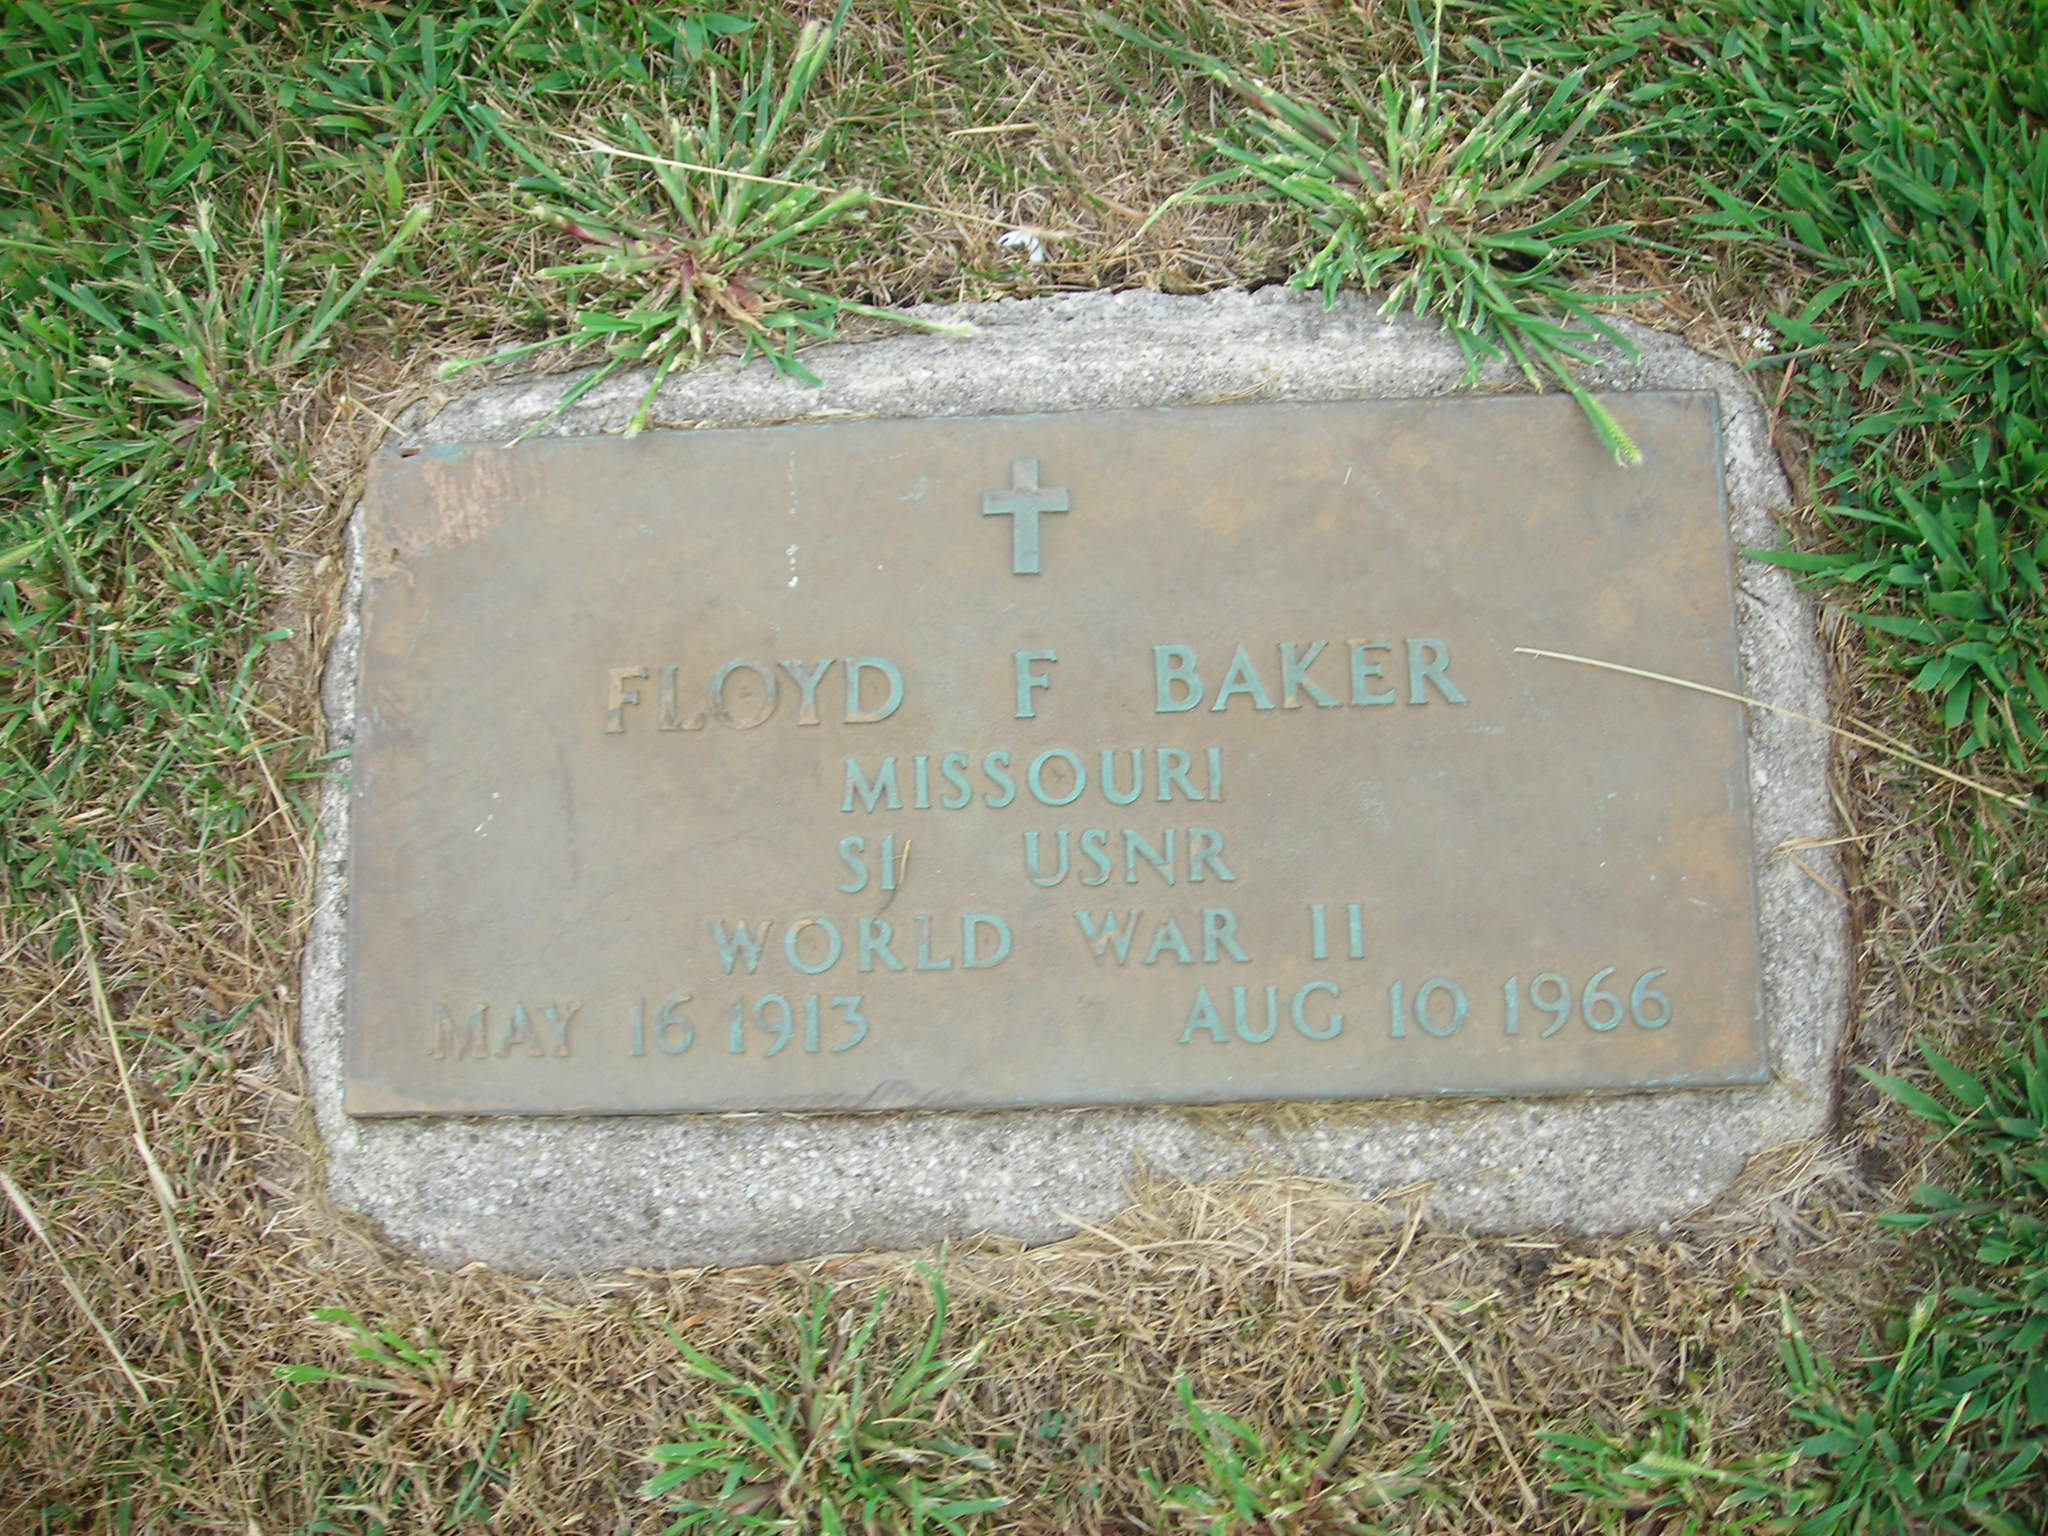 FLOYD F BAKER
MISSOURI
S1 USNR
WORLD WAR II
MAY 16 1913 AUG 10 1966